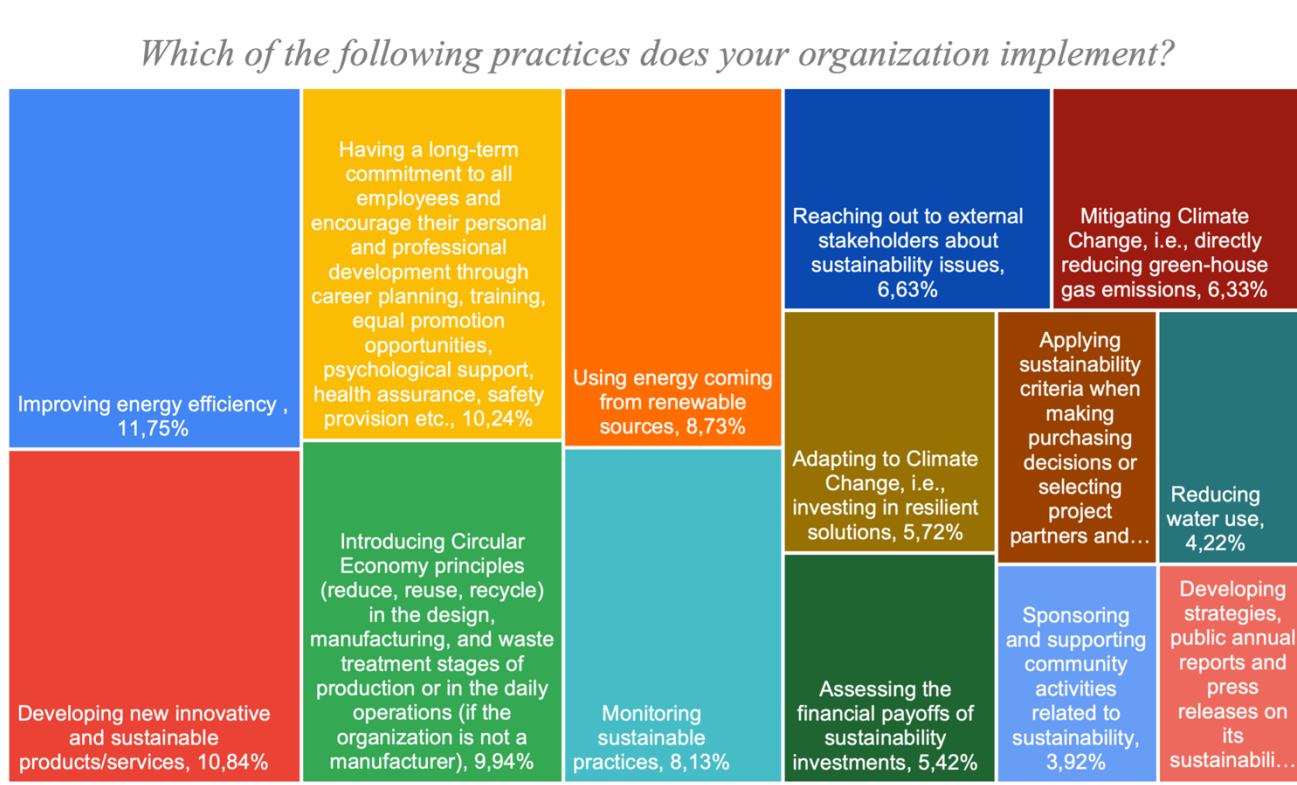 Which of the following practices does your organization implement?
Improving energy efficiency ,
11,75%
Developing new innovative
and sustainable
products/services, 10,84%
Having a long-term
commitment to all
employees and
encourage their personal
and professional
development through
career planning, training,
equal promotion
opportunities,
psychological support,
health assurance, safety
provision etc., 10,24%
Introducing Circular
Economy principles
(reduce, reuse, recycle)
in the design,
manufacturing, and waste
treatment stages of
production or in the daily
operations (if the
organization is not a
manufacturer), 9,94%
Using energy coming
from renewable
sources, 8,73%
Monitoring
sustainable
practices, 8,13%
Reaching out to external
stakeholders about
sustainability issues,
6,63%
Mitigating Climate
Change, i.e., directly
reducing green-house
gas emissions, 6,33%
Adapting to Climate
Change, i.e.,
investing in resilient
solutions, 5,72%
Assessing the
financial payoffs of
sustainability
investments, 5,42%
Applying
sustainability
criteria when
making
purchasing
decisions or
selecting
project
partners and…
Reducing
water use,
4,22%
Sponsoring
and supporting
community
activities
related to
sustainability,
3,92%
Developing
strategies,
public annual
reports and
press
releases on
its
sustainabili…